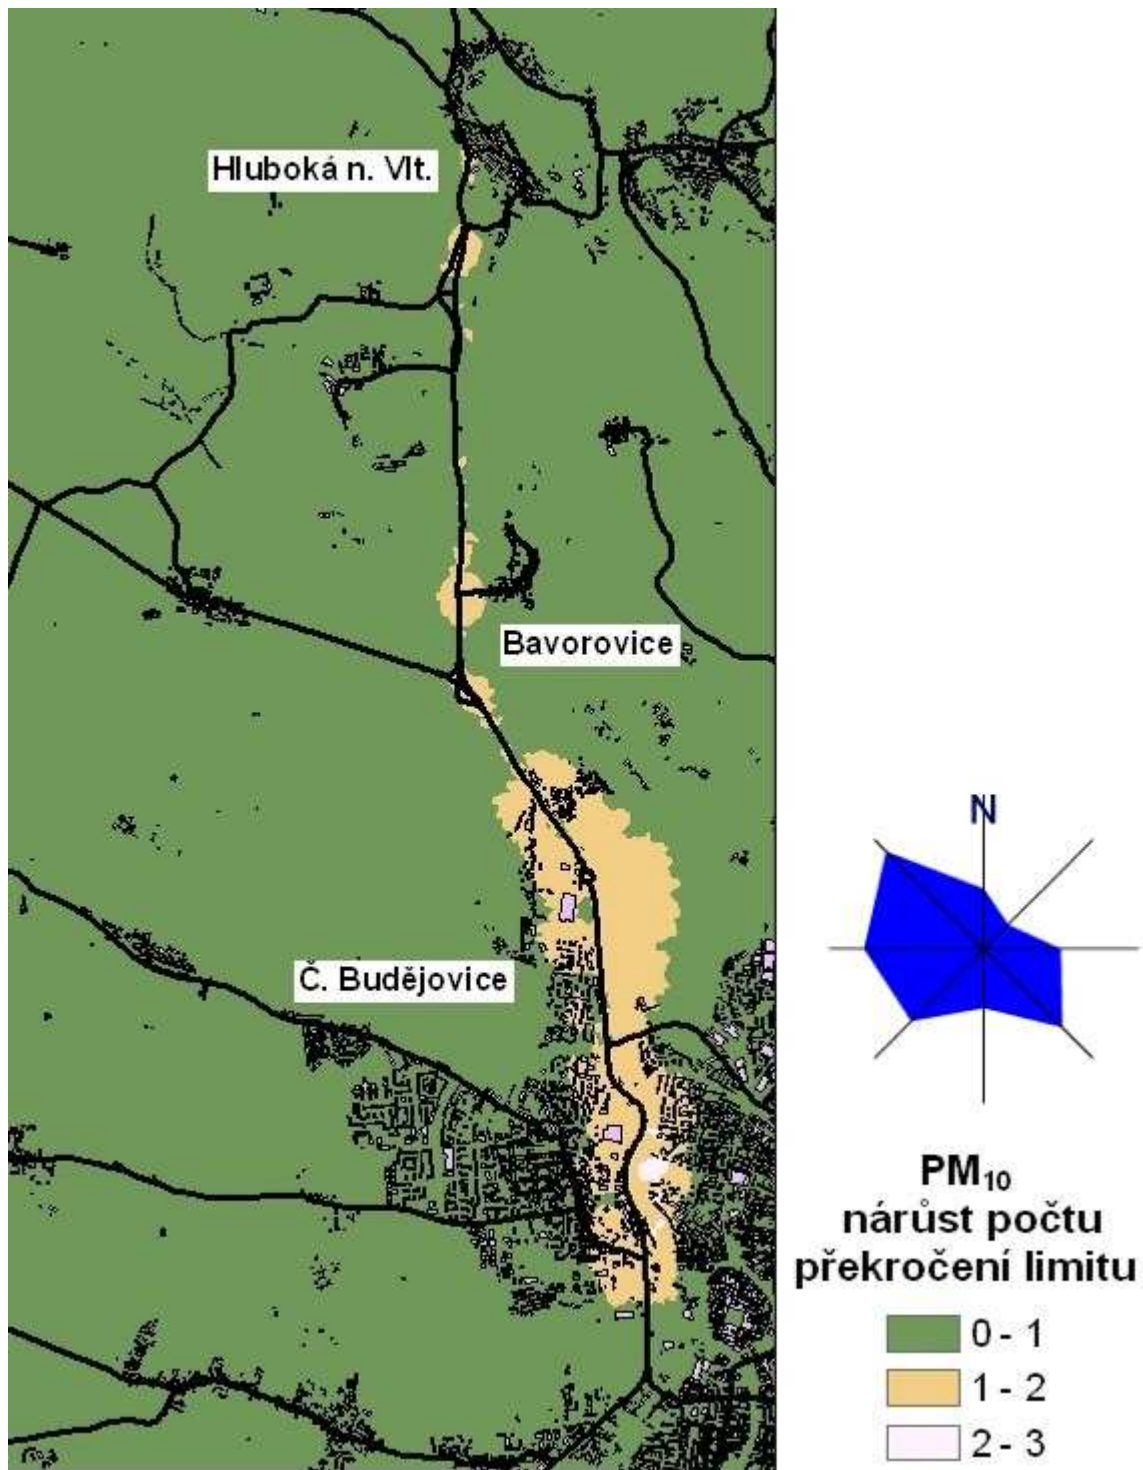 Hluboká n. Vlt.
Bavorovice
Č. Budějovice
N
PM₁₀
nárůst počtu
překročení limitu
0 - 1
1 - 2
2 - 3